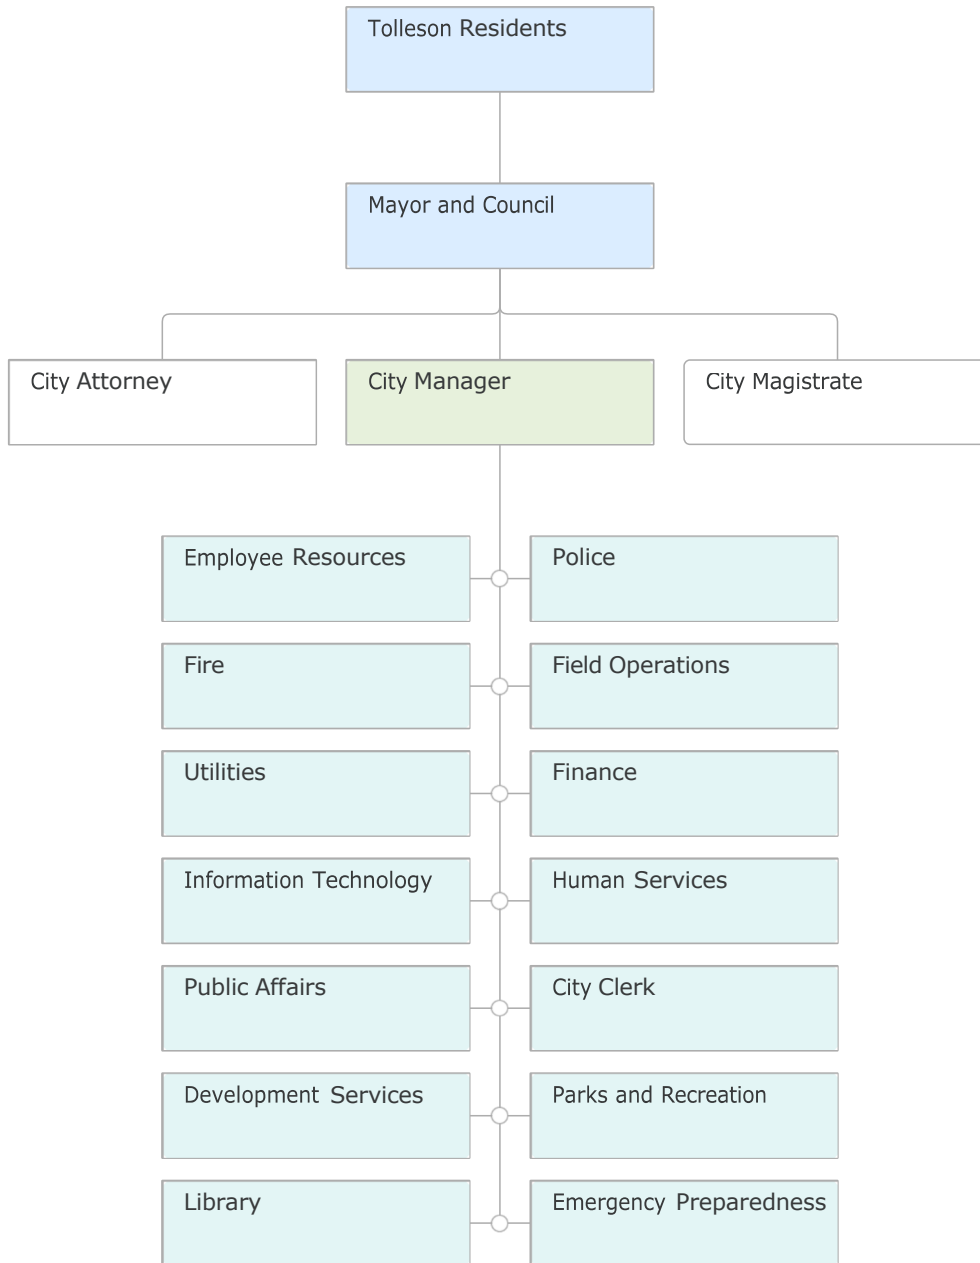 Tolleson Residents
Mayor and Council
City Attorney
City Manager
City Magistrate
Employee Resources
Police
Fire
Field Operations
Utilities
Finance
Information Technology
Human Services
Public Affairs
City Clerk
Development Services
Parks and Recreation
Library
Emergency Preparedness